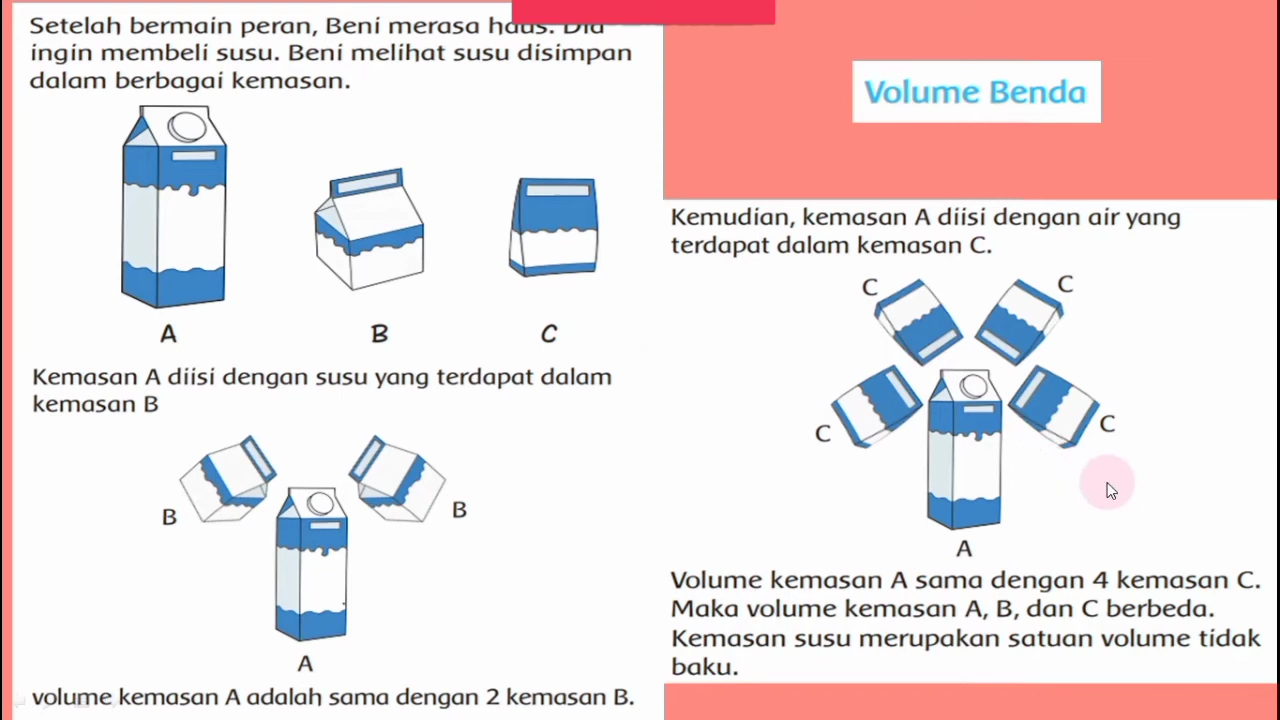 Setelah bermain peran, Beni merasa haus. Dia
ingin membeli susu. Beni melihat susu disimpan
dalam berbagai kemasan.
A
B
C
Kemasan A diisi dengan susu yang terdapat dalam
kemasan B
B
B
A
volume kemasan A adalah sama dengan 2 kemasan B.
Volume Benda
Kemudian, kemasan A diisi dengan air yang
terdapat dalam kemasan C.
C
C
C
C
A
Volume kemasan A sama dengan 4 kemasan C.
Maka volume kemasan A, B, dan C berbeda.
Kemasan susu merupakan satuan volume tidak
baku.